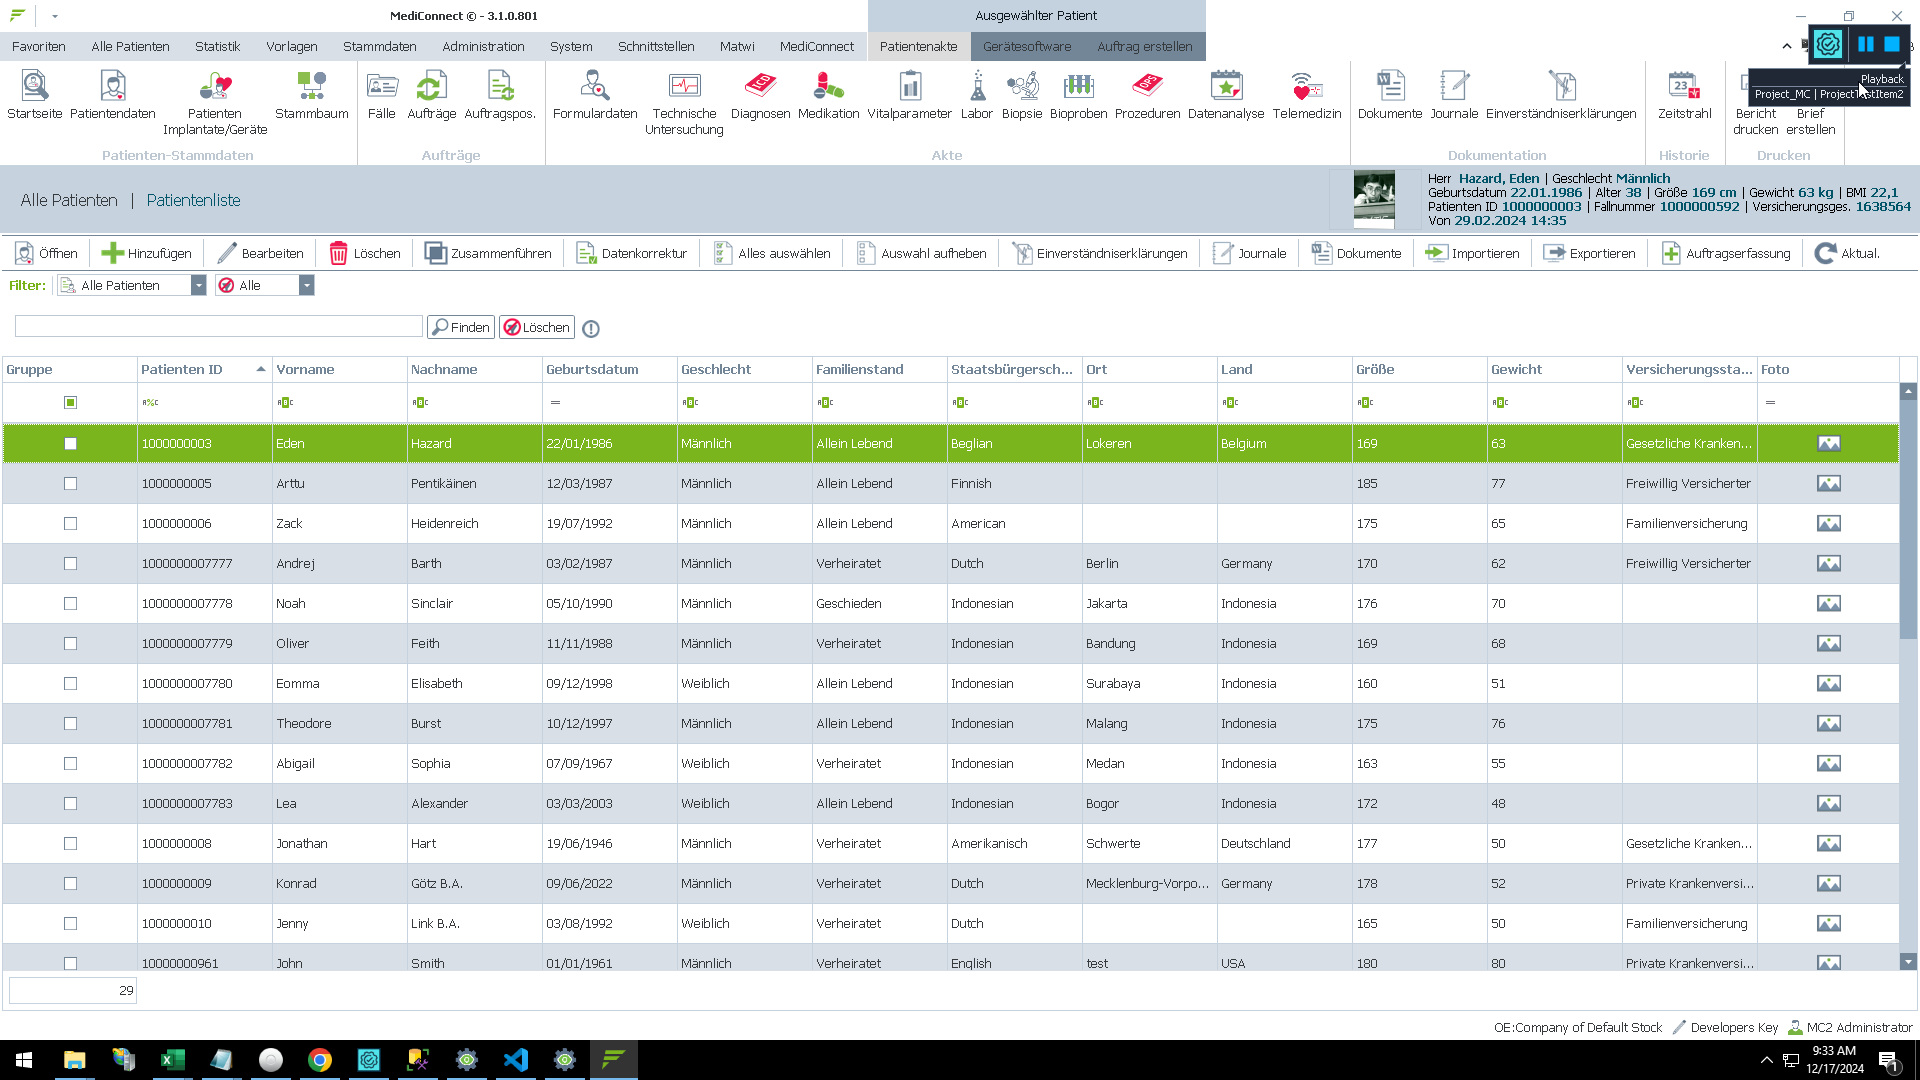 MediConnect © - 3.1.0.801
Ausgewählter Patient
Favoriten Alle Patienten Statistik Vorlagen Stammdaten Administration System Schnittstellen Matwi MediConnect Patientenakte Gerätesoftware Auftrag erstellen
Playback
Project_MC |
Startseite Patientendaten Patienten Implantate/Geräte Stammbaum Fälle Aufträge Auftragspos. Formulardaten Technische Untersuchung Diagnosen Medikation Vitalparameter Labor Biopsie Bioproben Prozeduren Datenanalyse Telemedizin Dokumente Journale Einverständniserklärungen Zeitstrahl Bericht drucken Brief erstellen
Patienten-Stammdaten Aufträge Akte Dokumentation Historie Drucken
Alle Patienten | Patientenliste
Herr Hazard, Eden | Geschlecht Männlich
Geburtsdatum 22.01.1986 | Alter 38 | Größe 169 cm | Gewicht 63 kg | BMI 22,1
Patienten ID 1000000003 | Fallnummer 1000000592 | Versicherungsges. 1638564
Von 29.02.2024 14:35
Öffnen Hinzufügen Bearbeiten Löschen Zusammenführen Datenkorrektur Alles auswählen Auswahl aufheben Einverständniserklärungen Journale Dokumente Importieren Exportieren Auftragserfassung Aktual.
Filter: Alle Patienten Alle
Finden Löschen
Gruppe Patienten ID Vorname Nachname Geburtsdatum Geschlecht Familienstand Staatsbürgersch... Ort Land Größe Gewicht Versicherungssta... Foto
1000000003 Eden Hazard 22/01/1986 Männlich Allein Lebend Beglian Lokeren Belgium 169 63 Gesetzliche Kranken...
1000000005 Arttu Pentikäinen 12/03/1987 Männlich Allein Lebend Finnish 185 77 Freiwillig Versicherter
1000000006 Zack Heidenreich 19/07/1992 Männlich Allein Lebend American 175 65 Familienversicherung
1000000007777 Andrej Barth 03/02/1987 Männlich Verheiratet Dutch Berlin Germany 170 62 Freiwillig Versicherter
1000000007778 Noah Sinclair 05/10/1990 Männlich Geschieden Indonesian Jakarta Indonesia 176 70
1000000007779 Oliver Feith 11/11/1988 Männlich Verheiratet Indonesian Bandung Indonesia 169 68
1000000007780 Eomma Elisabeth 09/12/1998 Weiblich Allein Lebend Indonesian Surabaya Indonesia 160 51
1000000007781 Theodore Burst 10/12/1997 Männlich Allein Lebend Indonesian Malang Indonesia 175 76
1000000007782 Abigail Sophia 07/09/1967 Weiblich Verheiratet Indonesian Medan Indonesia 163 55
1000000007783 Lea Alexander 03/03/2003 Weiblich Allein Lebend Indonesian Bogor Indonesia 172 48
1000000008 Jonathan Hart 19/06/1946 Männlich Verheiratet Amerikanisch Schwerte Deutschland 177 50 Gesetzliche Kranken...
1000000009 Konrad Götz B.A. 09/06/2022 Männlich Verheiratet Dutch Mecklenburg-Vorpo... Germany 178 52 Private Krankenversi...
1000000010 Jenny Link B.A. 03/08/1992 Weiblich Verheiratet Dutch 165 50 Familienversicherung
10000000961 John Smith 01/01/1961 Männlich Verheiratet English test USA 180 80 Private Krankenversi...
29
OE:Company of Default Stock Developers Key MC2 Administrator
9:33 AM
12/17/2024
1